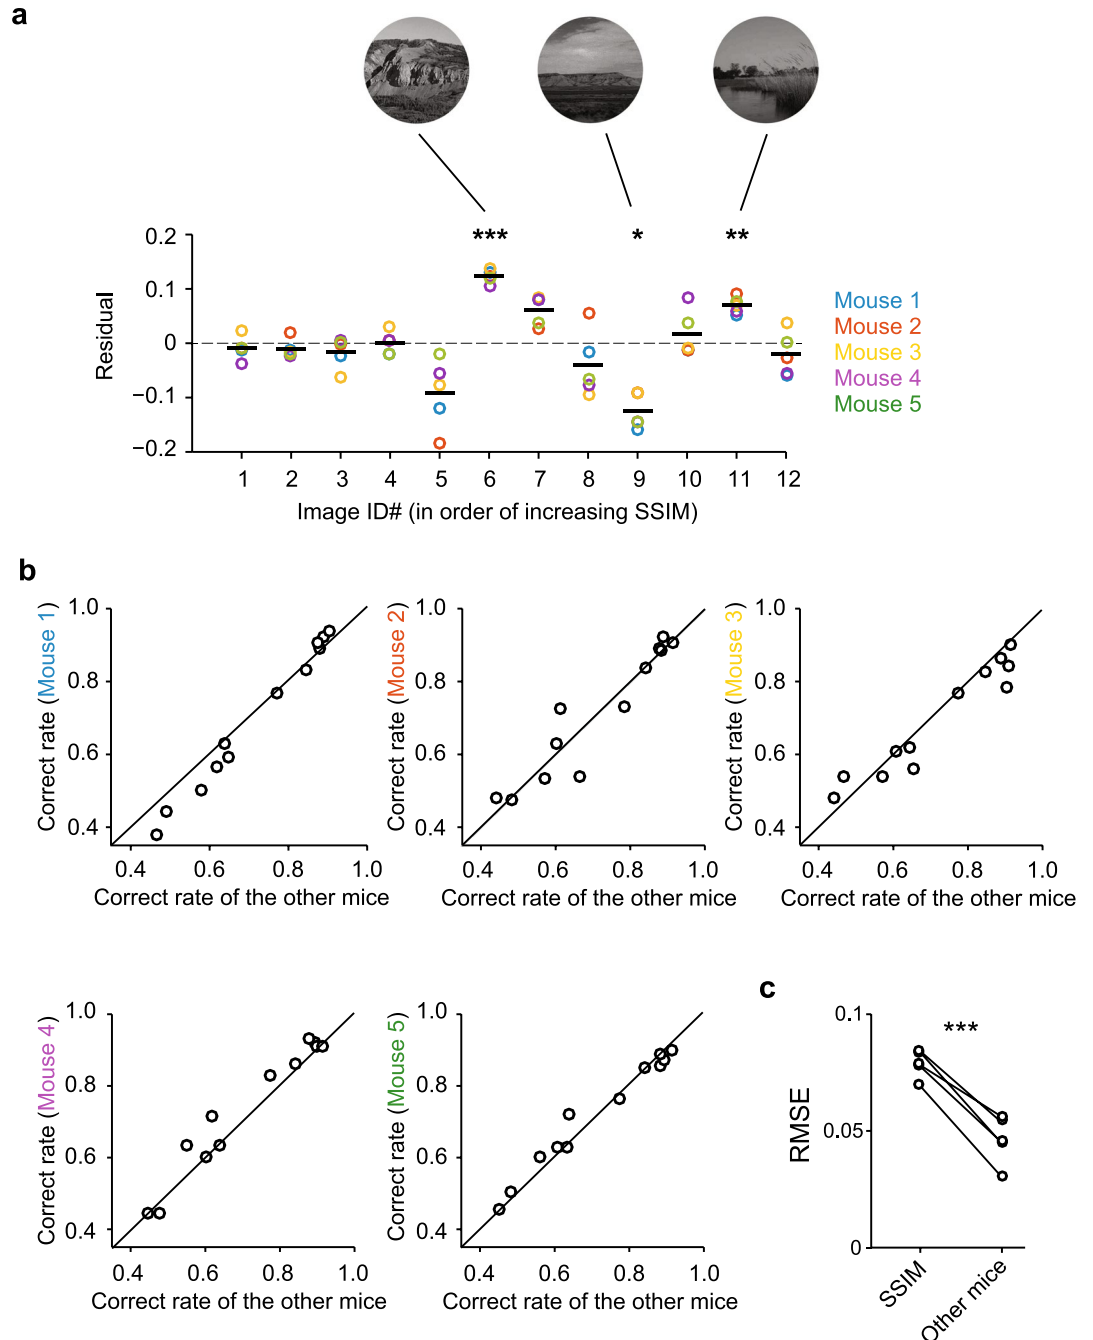 a
*** * **
0.2
0.1
0
−0.1
−0.2
Residual
1 2 3 4 5 6 7 8 9 10 11 12
Image ID# (in order of increasing SSIM)
Mouse 1
Mouse 2
Mouse 3
Mouse 4
Mouse 5
b
Correct rate (Mouse 1)
1.0
0.8
0.6
0.4
0.4 0.6 0.8 1.0
Correct rate of the other mice
Correct rate (Mouse 2)
1.0
0.8
0.6
0.4
0.4 0.6 0.8 1.0
Correct rate of the other mice
Correct rate (Mouse 3)
1.0
0.8
0.6
0.4
0.4 0.6 0.8 1.0
Correct rate of the other mice
Correct rate (Mouse 4)
1.0
0.8
0.6
0.4
0.4 0.6 0.8 1.0
Correct rate of the other mice
Correct rate (Mouse 5)
1.0
0.8
0.6
0.4
0.4 0.6 0.8 1.0
Correct rate of the other mice
c
***
RMSE
0.1
0.05
0
SSIM
Other mice